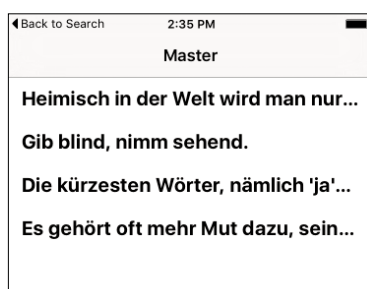 Back to Search 2:35 PM
Master
Heimisch in der Welt wird man nur...
Gib blind, nimm sehend.
Die kürzesten Wörter, nämlich 'ja'...
Es gehört oft mehr Mut dazu, sein...